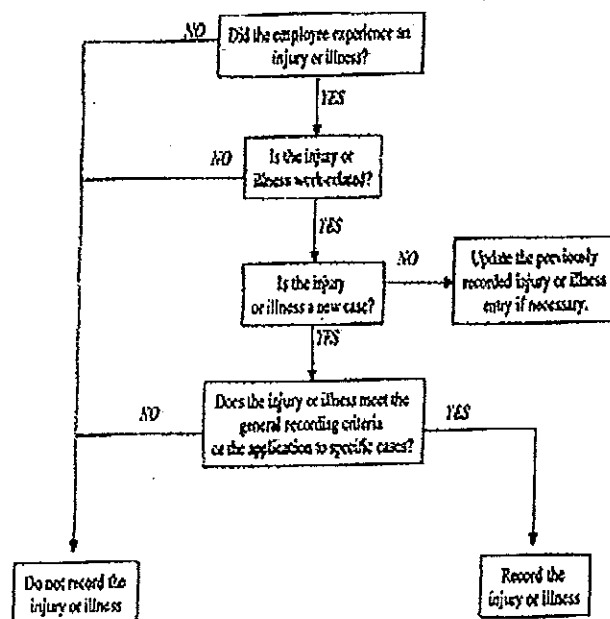 NO
Did the employee experience an
injury or illness?
YES
NO
Is the injury or
illness work-related?
YES
Is the injury
or illness a new case?
NO
Update the previously
recorded injury or illness
entry if necessary.
YES
Does the injury or illness meet the
general recording criteria
or the application to specific cases?
NO
YES
Do not record the
injury or illness
Record the
injury or illness